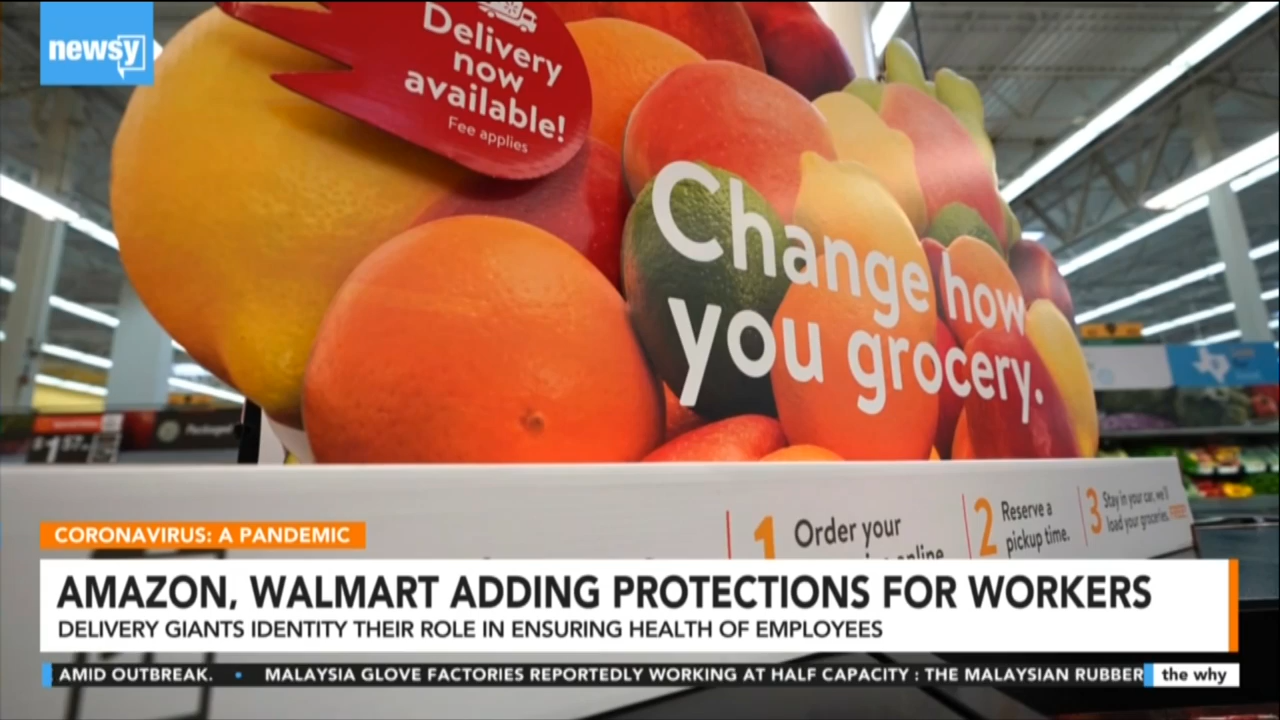 newsy
Delivery
now
available!
Fee applies
Change how
you grocery.
1 Order your
online
2 Reserve a
pickup time.
3 Stay in your car, we'll
load your groceries.
CORONAVIRUS: A PANDEMIC
AMAZON, WALMART ADDING PROTECTIONS FOR WORKERS
DELIVERY GIANTS IDENTITY THEIR ROLE IN ENSURING HEALTH OF EMPLOYEES
AMID OUTBREAK. • MALAYSIA GLOVE FACTORIES REPORTEDLY WORKING AT HALF CAPACITY : THE MALAYSIAN RUBBER
the why